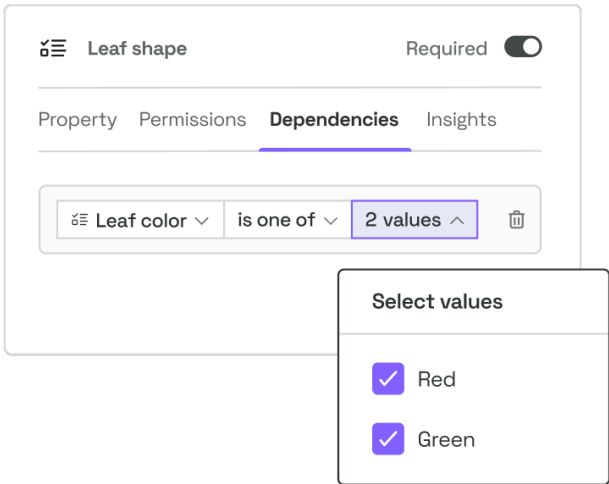 Leaf shape Required
Property Permissions Dependencies Insights
Leaf color is one of 2 values
Select values
Red
Green